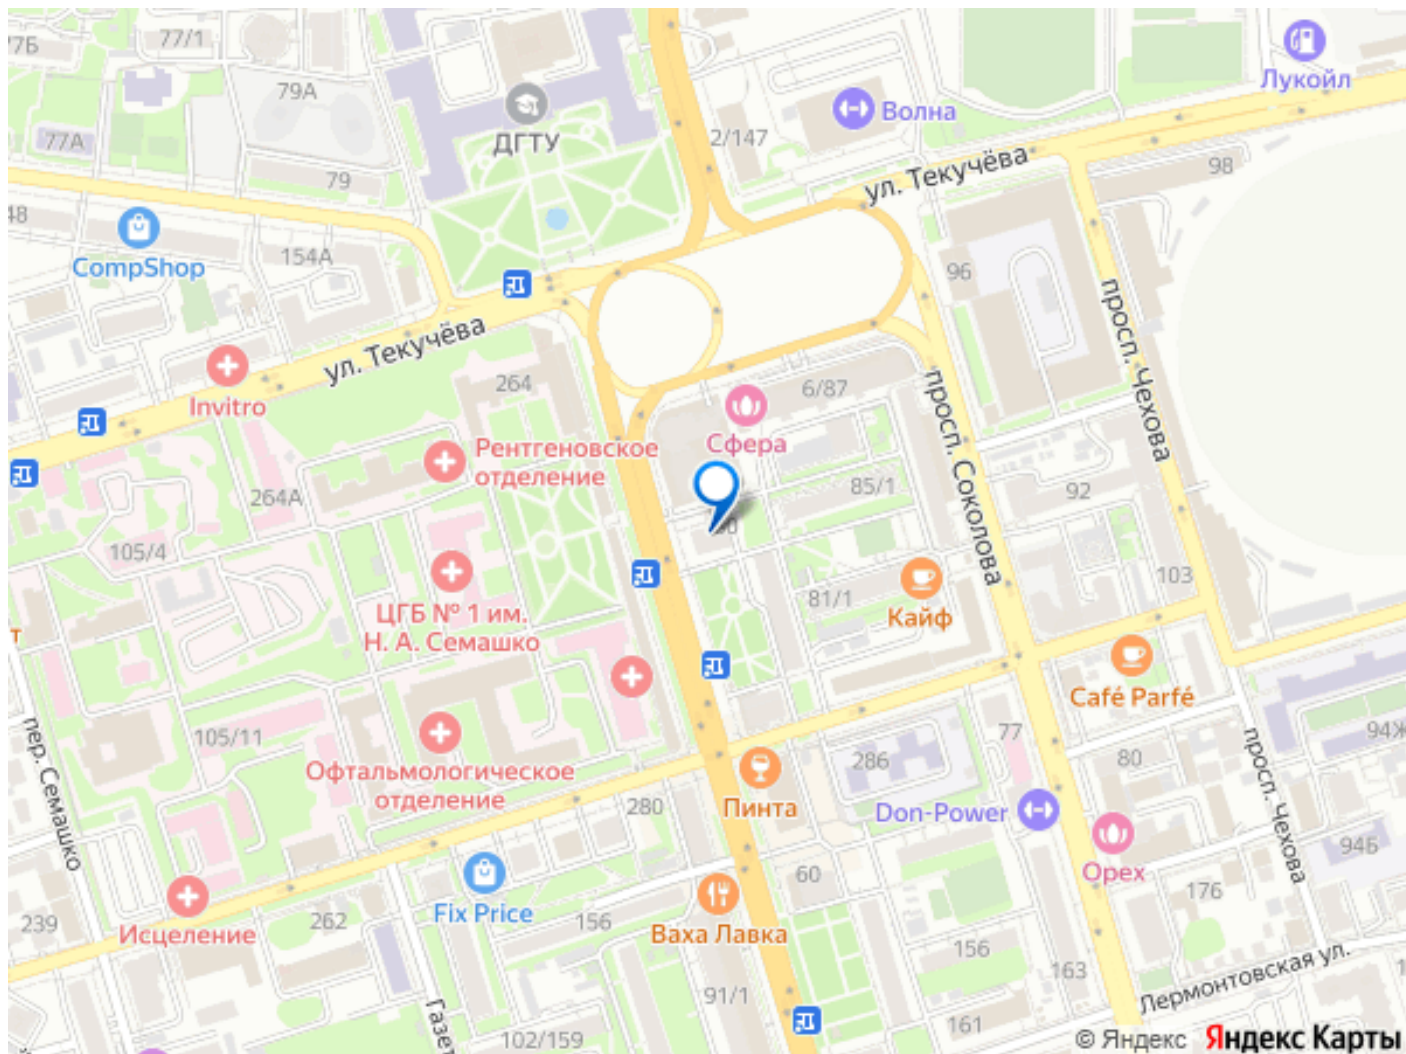 77Б
77/1
Лукойл
79А
ДГТУ
Волна
2/147
77А
ул. Текучёва
98
79
48
CompShop
154А
96
просп. Чехова
ул. Текучёва
264
6/87
просп. Соколова
Invitro
Сфера
Рентгеновское
отделение
264А
85/1
92
105/4
103
81/1
ЦГБ № 1 им.
Н. А. Семашко
Кайф
т
Café Parfé
пер. Семашко
105/11
77
94Ж
286
80
просп. Чехова
Офтальмологическое
отделение
280
Пинта
Don-Power
94Б
Орех
60
176
Fix Price
239
Исцеление
262
156
Ваха Лавка
156
163
Лермонтовская ул.
91/1
Газет
102/159
161
© Яндекс Яндекс Карты